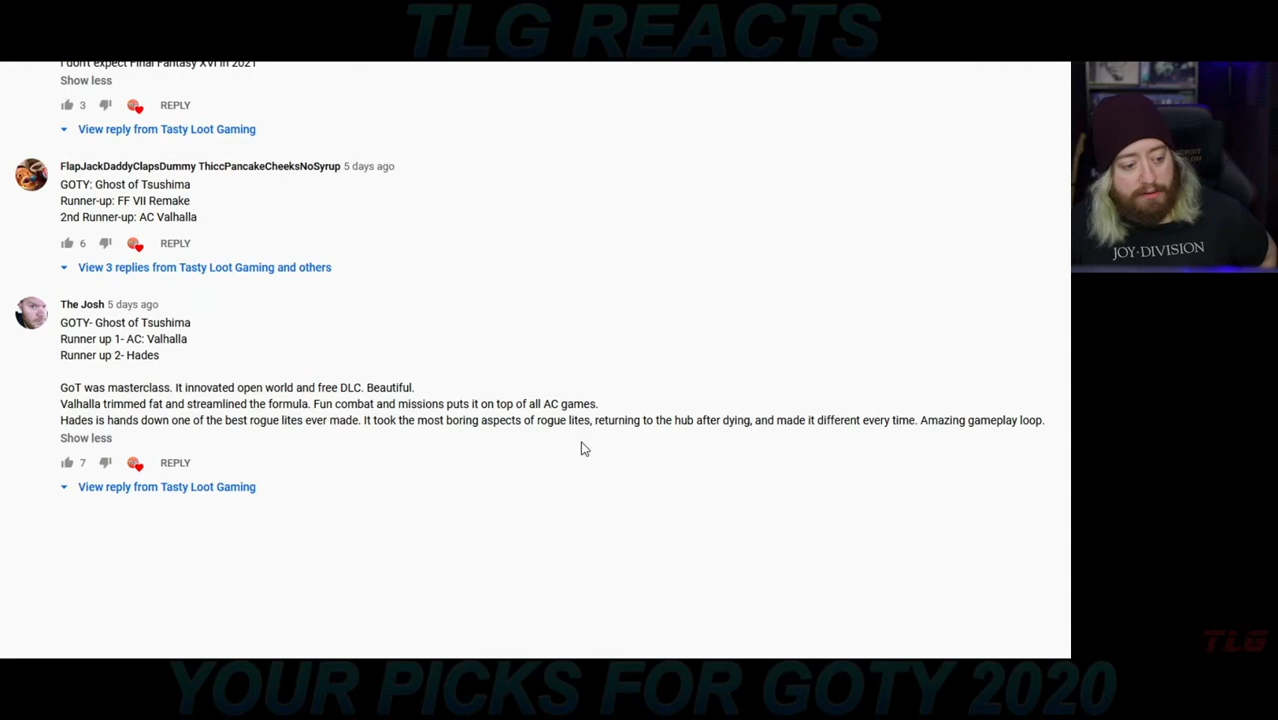 TLG REACTS
I don't expect Final Fantasy XVI in 2021
Show less
3 REPLY
View reply from Tasty Loot Gaming
FlapJackDaddyClapsDummy ThiccPancakeCheeksNoSyrup 5 days ago
GOTY: Ghost of Tsushima
Runner-up: FF VII Remake
2nd Runner-up: AC Valhalla
6 REPLY
View 3 replies from Tasty Loot Gaming and others
The Josh 5 days ago
GOTY- Ghost of Tsushima
Runner up 1- AC: Valhalla
Runner up 2- Hades
GoT was masterclass. It innovated open world and free DLC. Beautiful.
Valhalla trimmed fat and streamlined the formula. Fun combat and missions puts it on top of all AC games.
Hades is hands down one of the best rogue lites ever made. It took the most boring aspects of rogue lites, returning to the hub after dying, and made it different every time. Amazing gameplay loop.
Show less
7 REPLY
View reply from Tasty Loot Gaming
JOY·DIVISION
TLG
YOUR PICKS FOR GOTY 2020